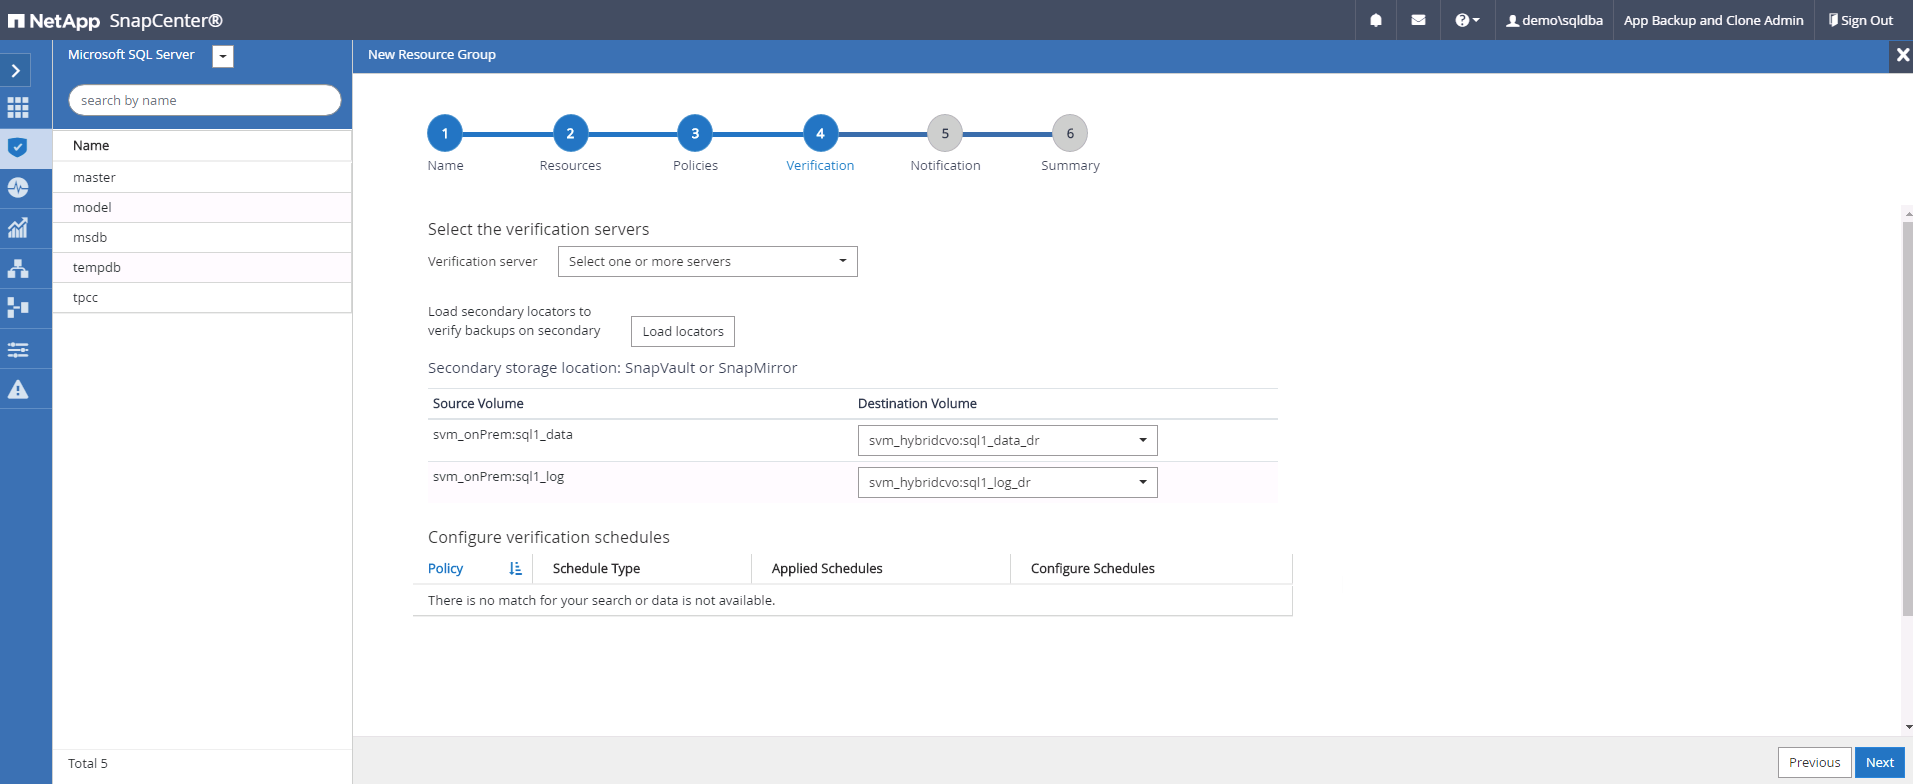 NetApp SnapCenter®
demo\sqldba
App Backup and Clone Admin
Sign Out
Microsoft SQL Server
search by name
Name
master
model
msdb
tempdb
tpcc
Total 5
New Resource Group
1
2
3
4
5
6
Name
Resources
Policies
Verification
Notification
Summary
Select the verification servers
Verification server
Select one or more servers
Load secondary locators to
verify backups on secondary
Load locators
Secondary storage location: SnapVault or SnapMirror
Source Volume
Destination Volume
svm_onPrem:sql1_data
svm_hybridcvo:sql1_data_dr
svm_onPrem:sql1_log
svm_hybridcvo:sql1_log_dr
Configure verification schedules
Policy
Schedule Type
Applied Schedules
Configure Schedules
There is no match for your search or data is not available.
Previous
Next